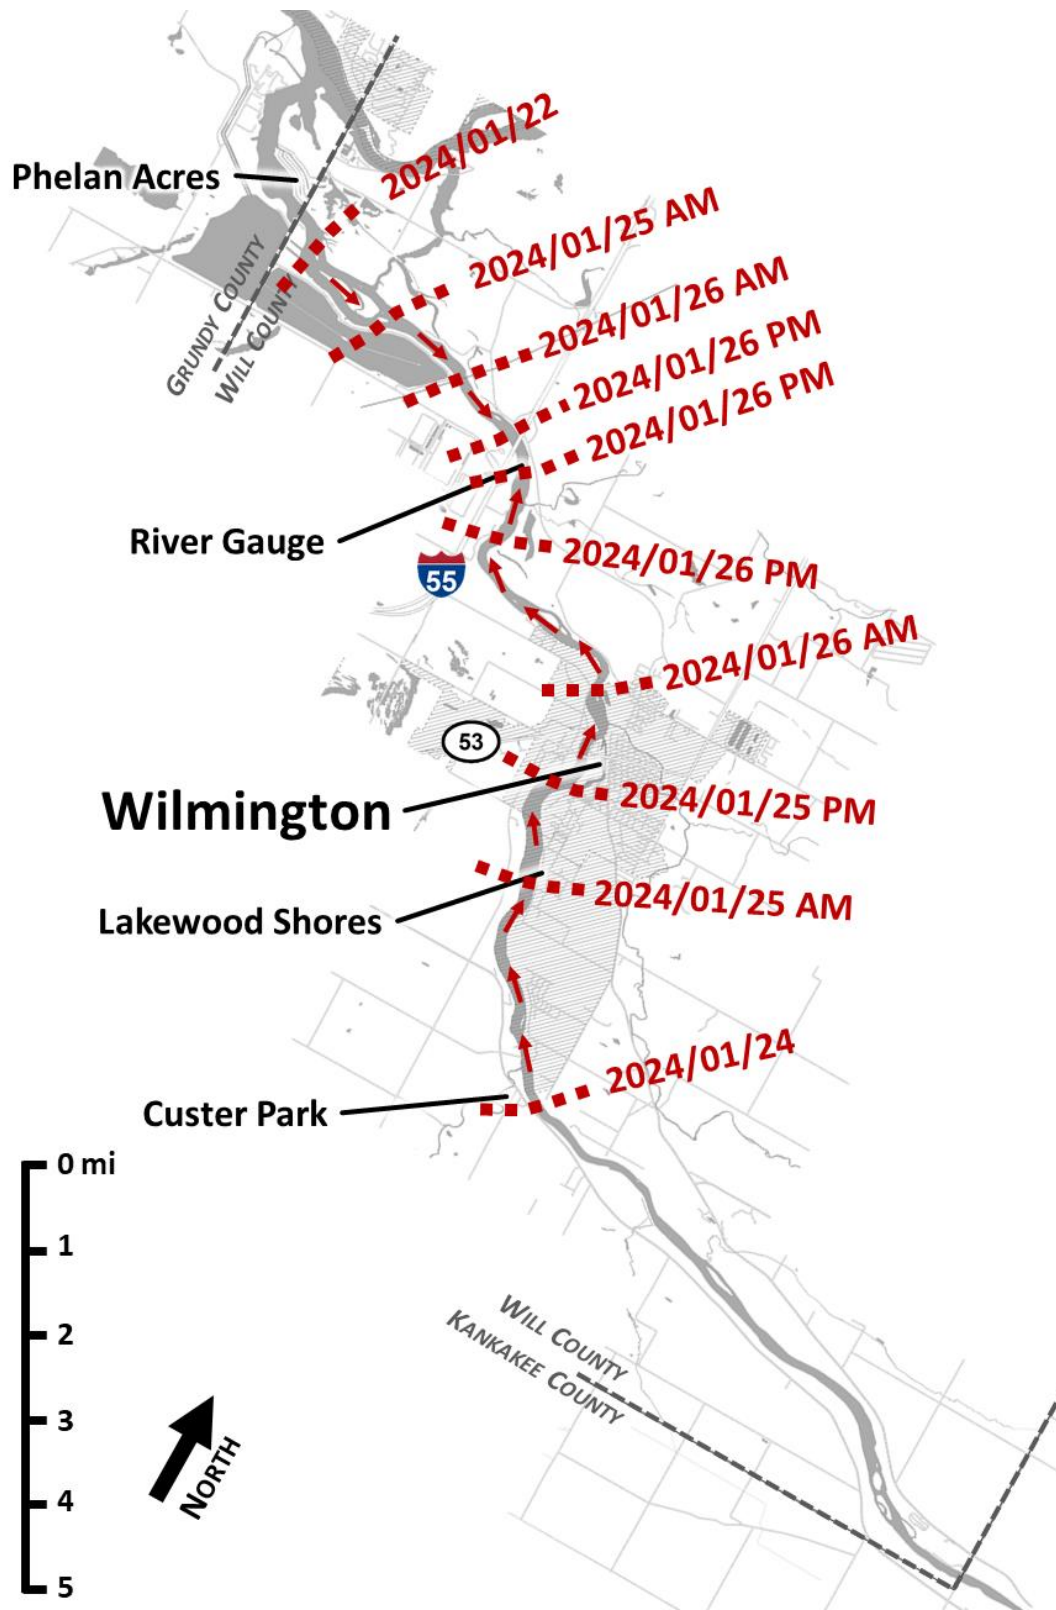 2024/01/22
Phelan Acres
2024/01/25 AM
GRUNDY COUNTY
WILL COUNTY
2024/01/26 AM
2024/01/26 PM
2024/01/26 PM
River Gauge
2024/01/26 PM
55
2024/01/26 AM
53
Wilmington
2024/01/25 PM
Lakewood Shores
2024/01/25 AM
2024/01/24
Custer Park
0 mi
1
2
3
4
5
WILL COUNTY
KANKAKEE COUNTY
NORTH